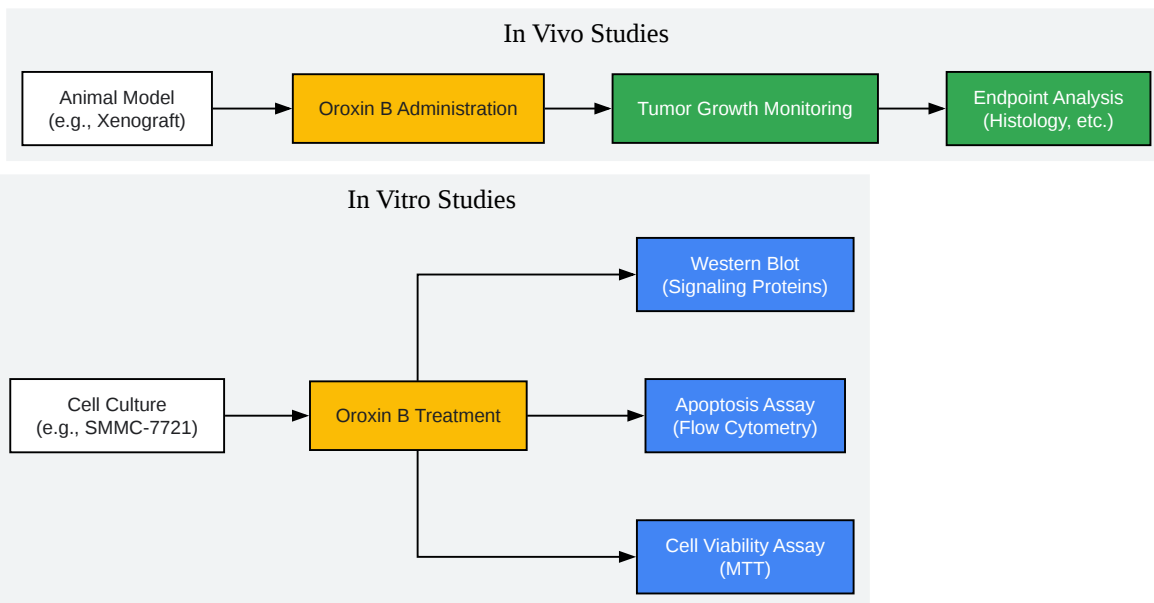 In Vivo Studies
Animal Model
(e.g., Xenograft)
Oroxin B Administration
Tumor Growth Monitoring
Endpoint Analysis
(Histology, etc.)
In Vitro Studies
Western Blot
(Signaling Proteins)
Cell Culture
(e.g., SMMC-7721)
Oroxin B Treatment
Apoptosis Assay
(Flow Cytometry)
Cell Viability Assay
(MTT)